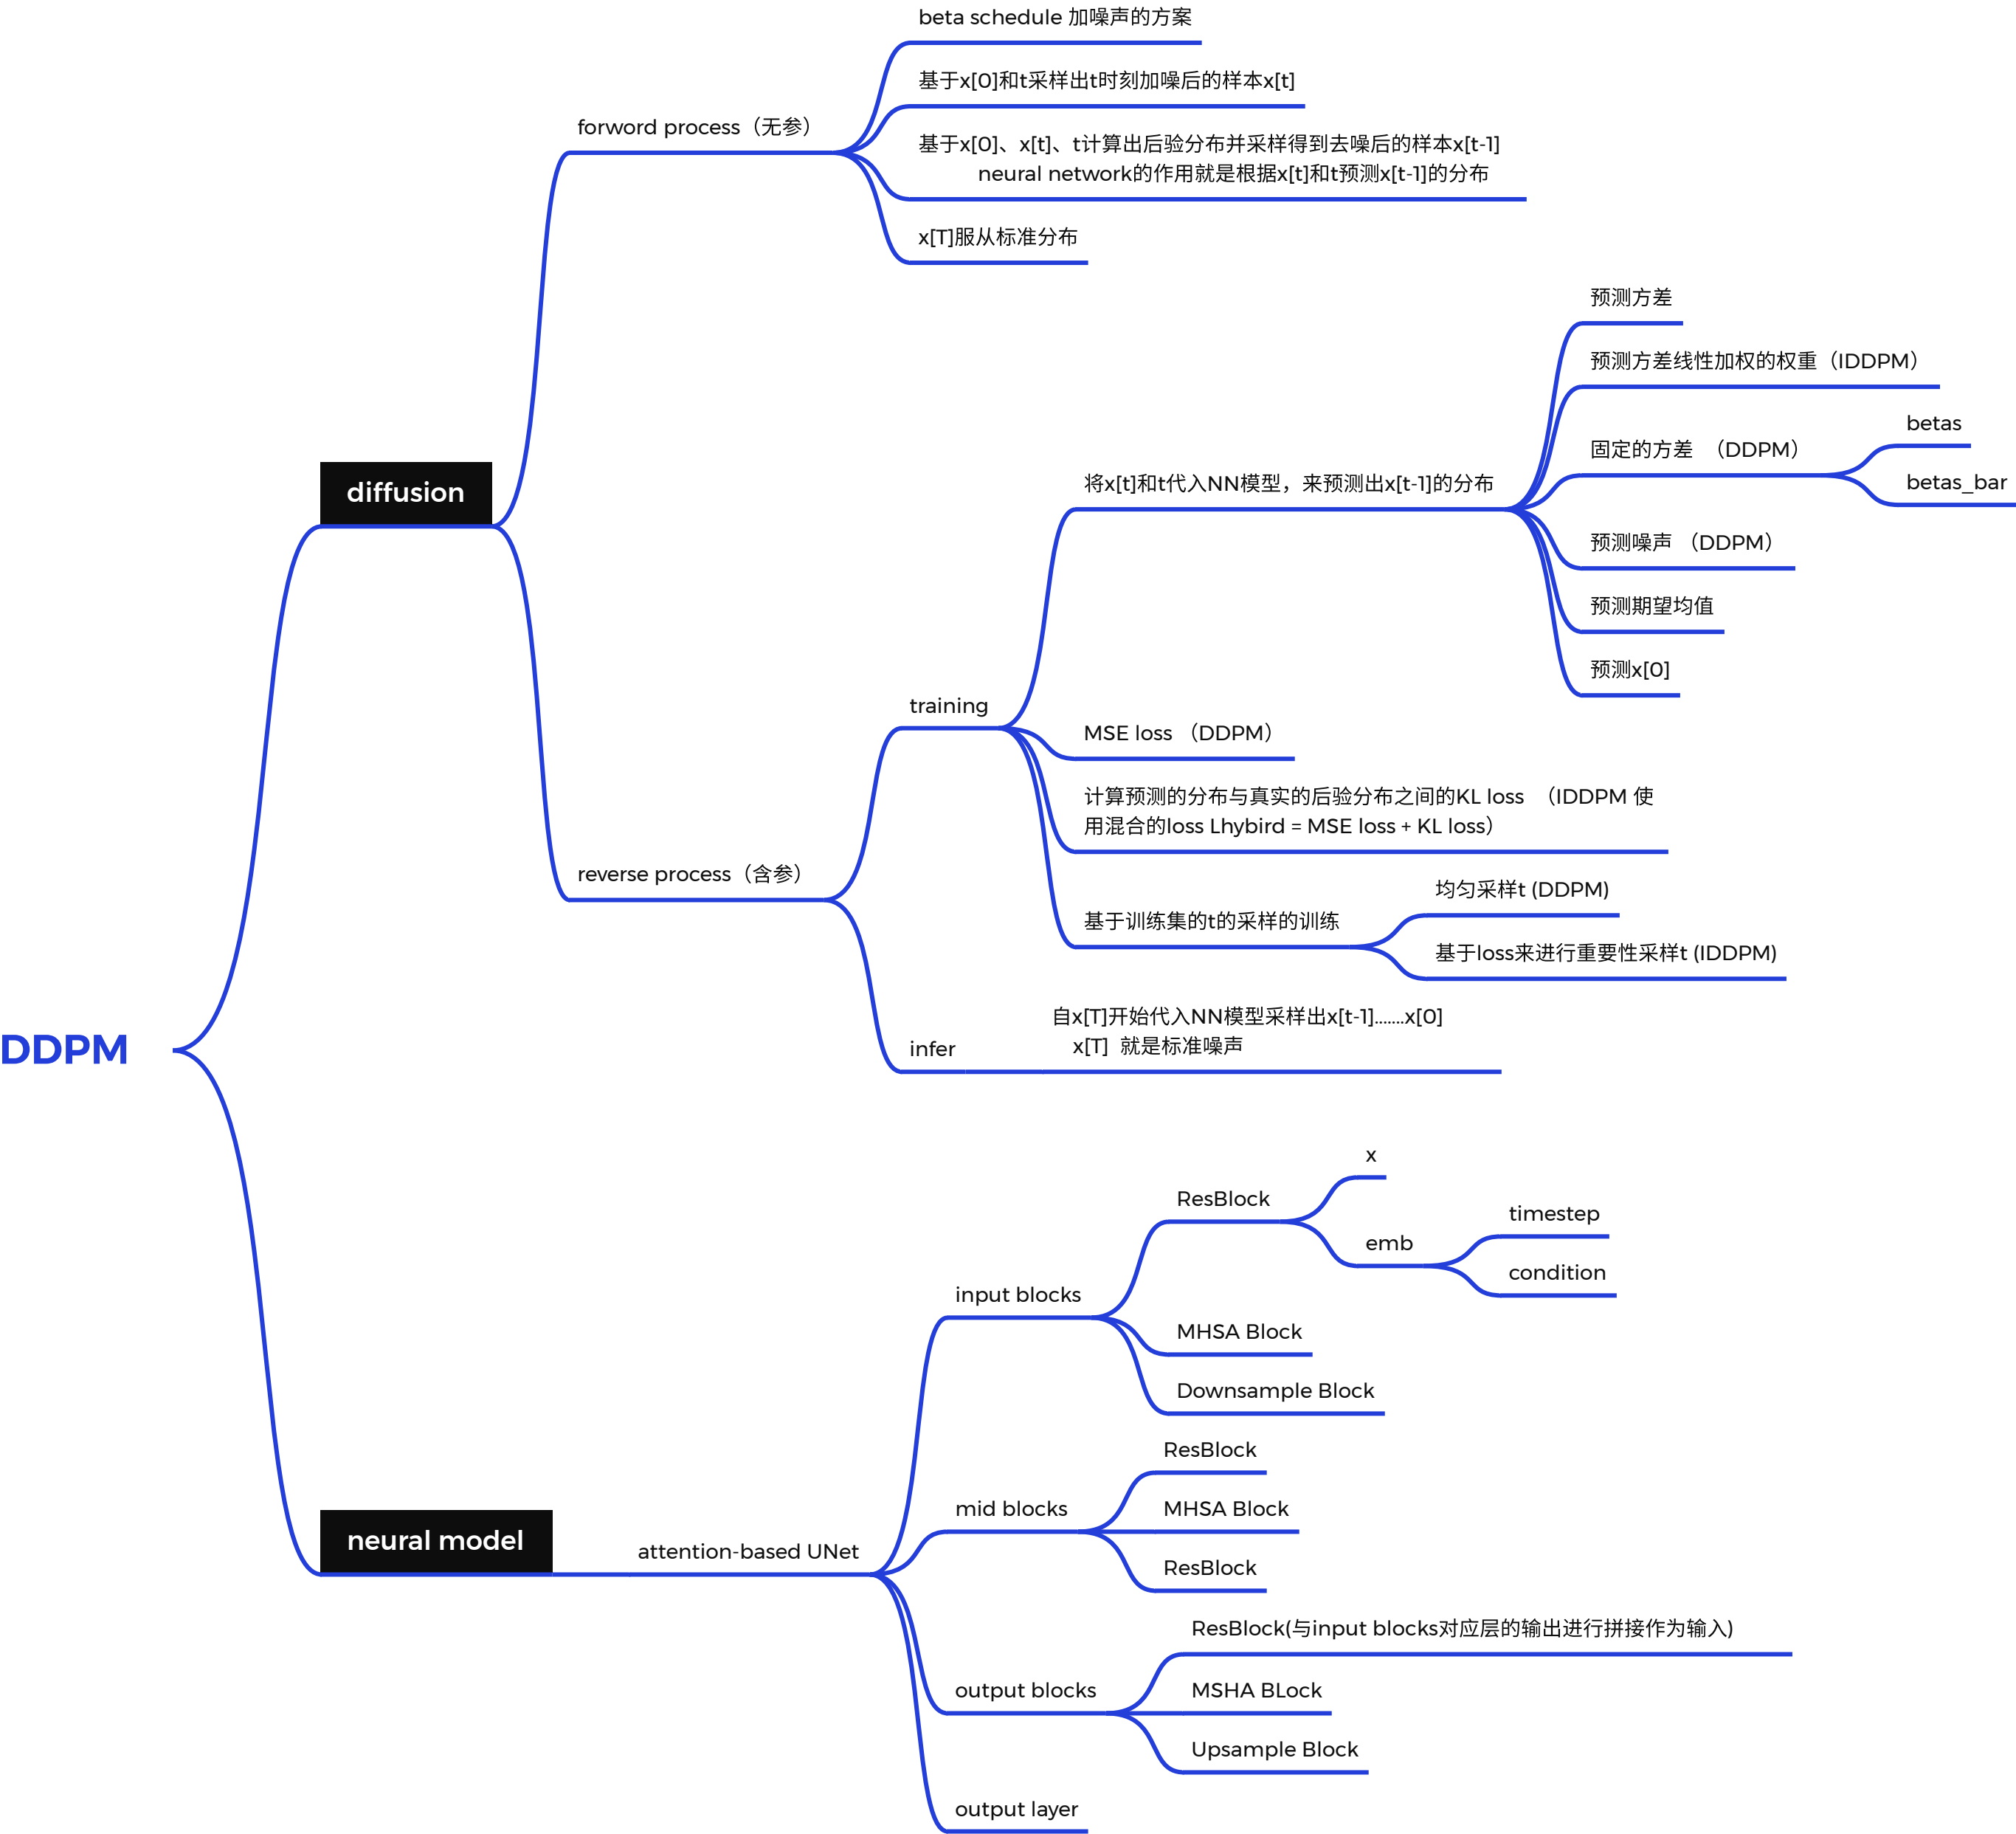 beta schedule 加噪声的方案
基于x[0]和t采样出t时刻加噪后的样本x[t]
forword process（无参）
基于x[0]、x[t]、t计算出后验分布并采样得到去噪后的样本x[t-1]
neural network的作用就是根据x[t]和t预测x[t-1]的分布
x[T]服从标准分布
预测方差
预测方差线性加权的权重（IDDPM）
betas
固定的方差 （DDPM）
betas_bar
diffusion
将x[t]和t代入NN模型，来预测出x[t-1]的分布
预测噪声 （DDPM）
预测期望均值
预测x[0]
training
MSE loss （DDPM）
计算预测的分布与真实的后验分布之间的KL loss （IDDPM 使
用混合的loss Lhybird = MSE loss + KL loss）
reverse process（含参）
均匀采样t (DDPM)
基于训练集的t的采样的训练
基于loss来进行重要性采样t (IDDPM)
自x[T]开始代入NN模型采样出x[t-1].......x[0]
x[T] 就是标准噪声
infer
DDPM
x
ResBlock
timestep
emb
condition
input blocks
MHSA Block
Downsample Block
ResBlock
mid blocks
MHSA Block
neural model
attention-based UNet
ResBlock
ResBlock(与input blocks对应层的输出进行拼接作为输入)
output blocks
MSHA BLock
Upsample Block
output layer